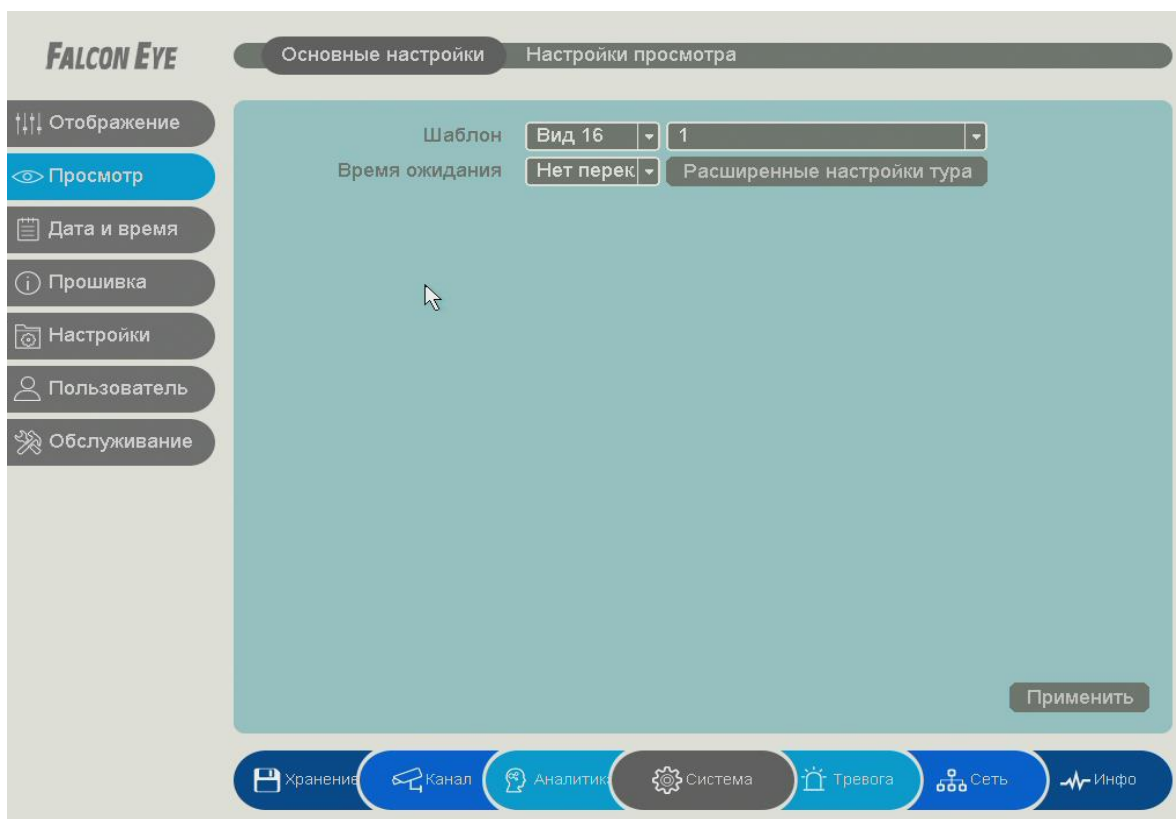 FALCON EYE
Основные настройки Настройки просмотра
Отображение
Просмотр
Дата и время
Прошивка
Настройки
Пользователь
Обслуживание
Шаблон Вид 16 1
Время ожидания Нет перек Расширенные настройки тура
Применить
Хранение Канал Аналитик Система Тревога Сеть Инфо